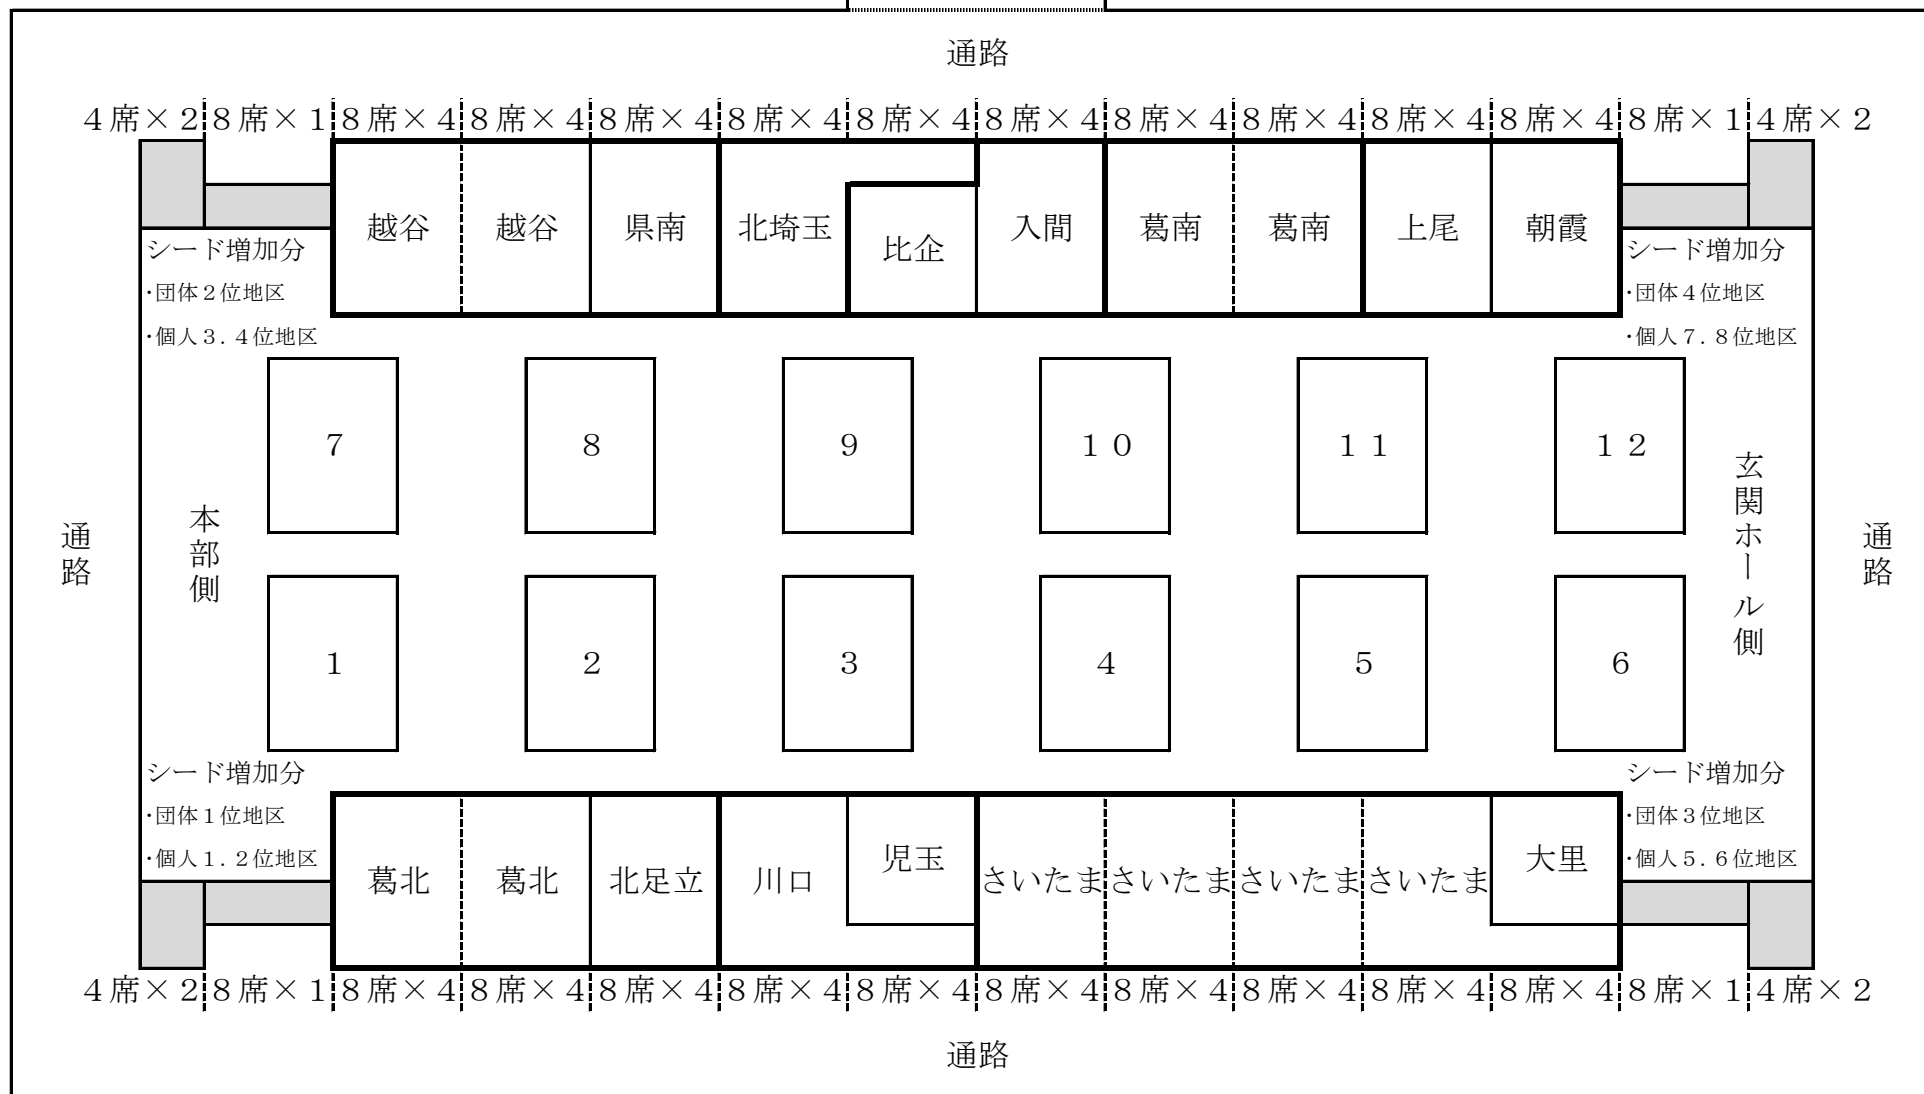 通路
４席×２ ８席×１ ８席×４ ８席×４ ８席×４ ８席×４ ８席×４ ８席×４ ８席×４ ８席×４ ８席×４ ８席×４ ８席×１ ４席×２
越谷 越谷 県南 北埼玉 比企 入間 葛南 葛南 上尾 朝霞
シード増加分
・団体２位地区
・個人３．４位地区
シード増加分
・団体４位地区
・個人７．８位地区
７ ８ ９ １０ １１ １２
通路
本部側
玄関ホール側
通路
１ ２ ３ ４ ５ ６
シード増加分
・団体１位地区
・個人１．２位地区
シード増加分
・団体３位地区
・個人５．６位地区
葛北 葛北 北足立 川口 児玉 さいたま さいたま さいたま さいたま 大里
４席×２ ８席×１ ８席×４ ８席×４ ８席×４ ８席×４ ８席×４ ８席×４ ８席×４ ８席×４ ８席×４ ８席×４ ８席×１ ４席×２
通路